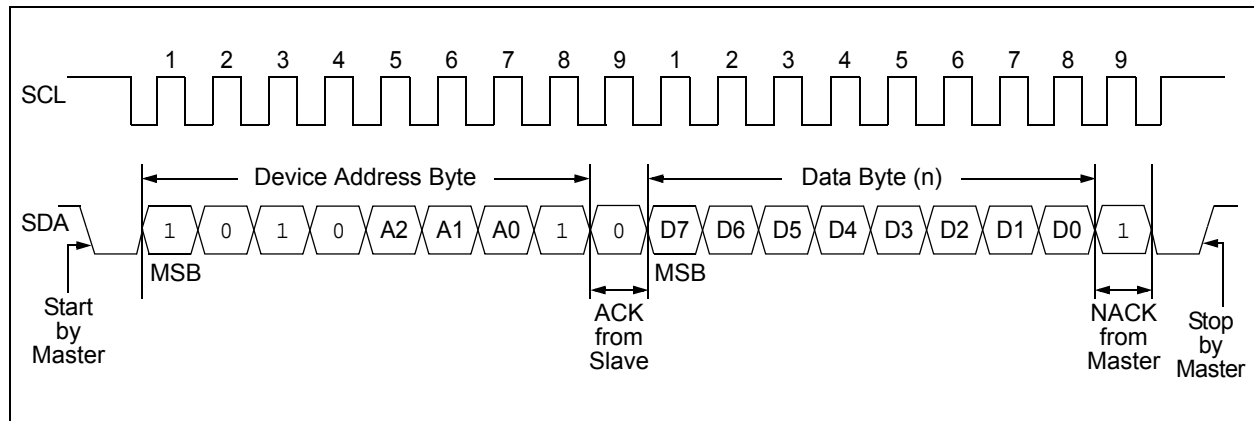 1 2 3 4 5 6 7 8 9 1 2 3 4 5 6 7 8 9
SCL
Device Address Byte Data Byte (n)
SDA 1 0 1 0 A2 A1 A0 1 0 D7 D6 D5 D4 D3 D2 D1 D0 1
MSB MSB
Start
by
Master
ACK
from
Slave
NACK
from
Master
Stop
by
Master